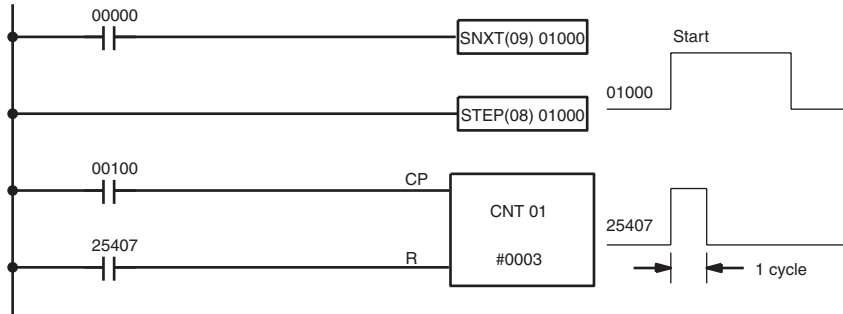 00000
SNXT(09) 01000
Start
01000
STEP(08) 01000
00100
CP
CNT 01
25407
25407
R
#0003
1 cycle